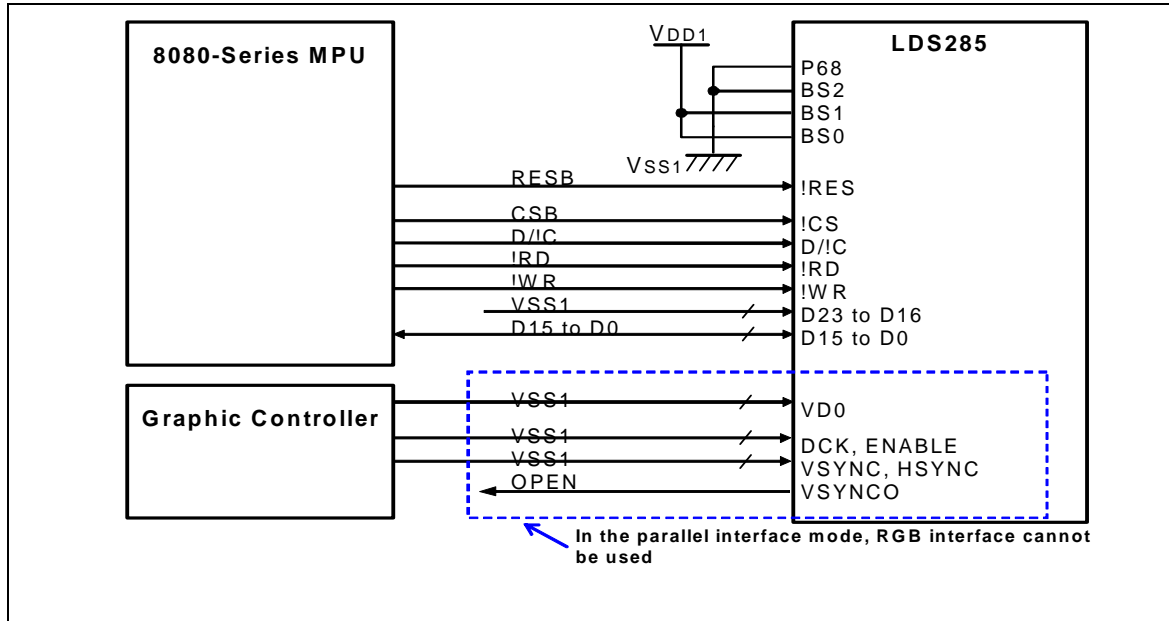 8080-Series MPU
VDD1
LDS285
P68
BS2
BS1
BS0
VSS1
RESB
!RES
CSB
!CS
D/!C
D/!C
!RD
!RD
!WR
!WR
VSS1
D23 to D16
D15 to D0
D15 to D0
Graphic Controller
VSS1
VD0
VSS1
DCK, ENABLE
VSS1
VSYNC, HSYNC
OPEN
VSYNCO
In the parallel interface mode, RGB interface cannot
be used